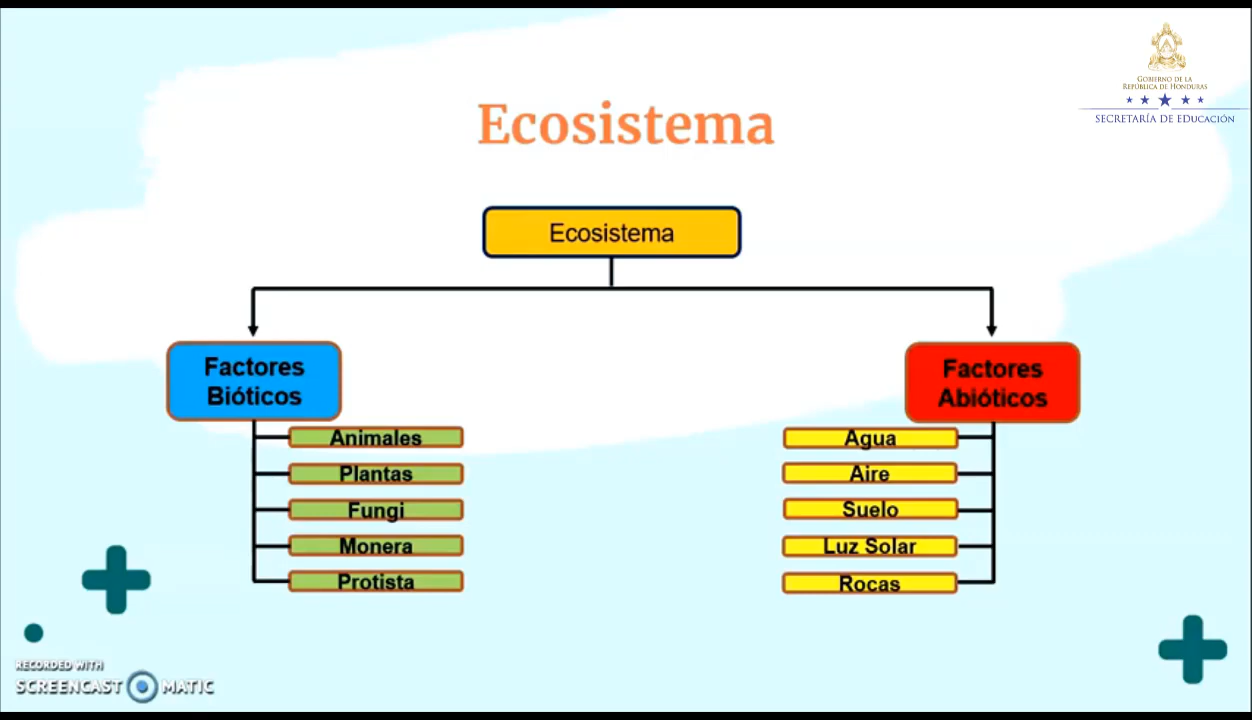 GOBIERNO DE LA
REPÚBLICA DE HONDURAS
SECRETARÍA DE EDUCACIÓN
Ecosistema
Ecosistema
Factores
Bióticos
Animales
Plantas
Fungi
Monera
Protista
Factores
Abióticos
Agua
Aire
Suelo
Luz Solar
Rocas
RECORDED WITH
SCREENCAST MATIC